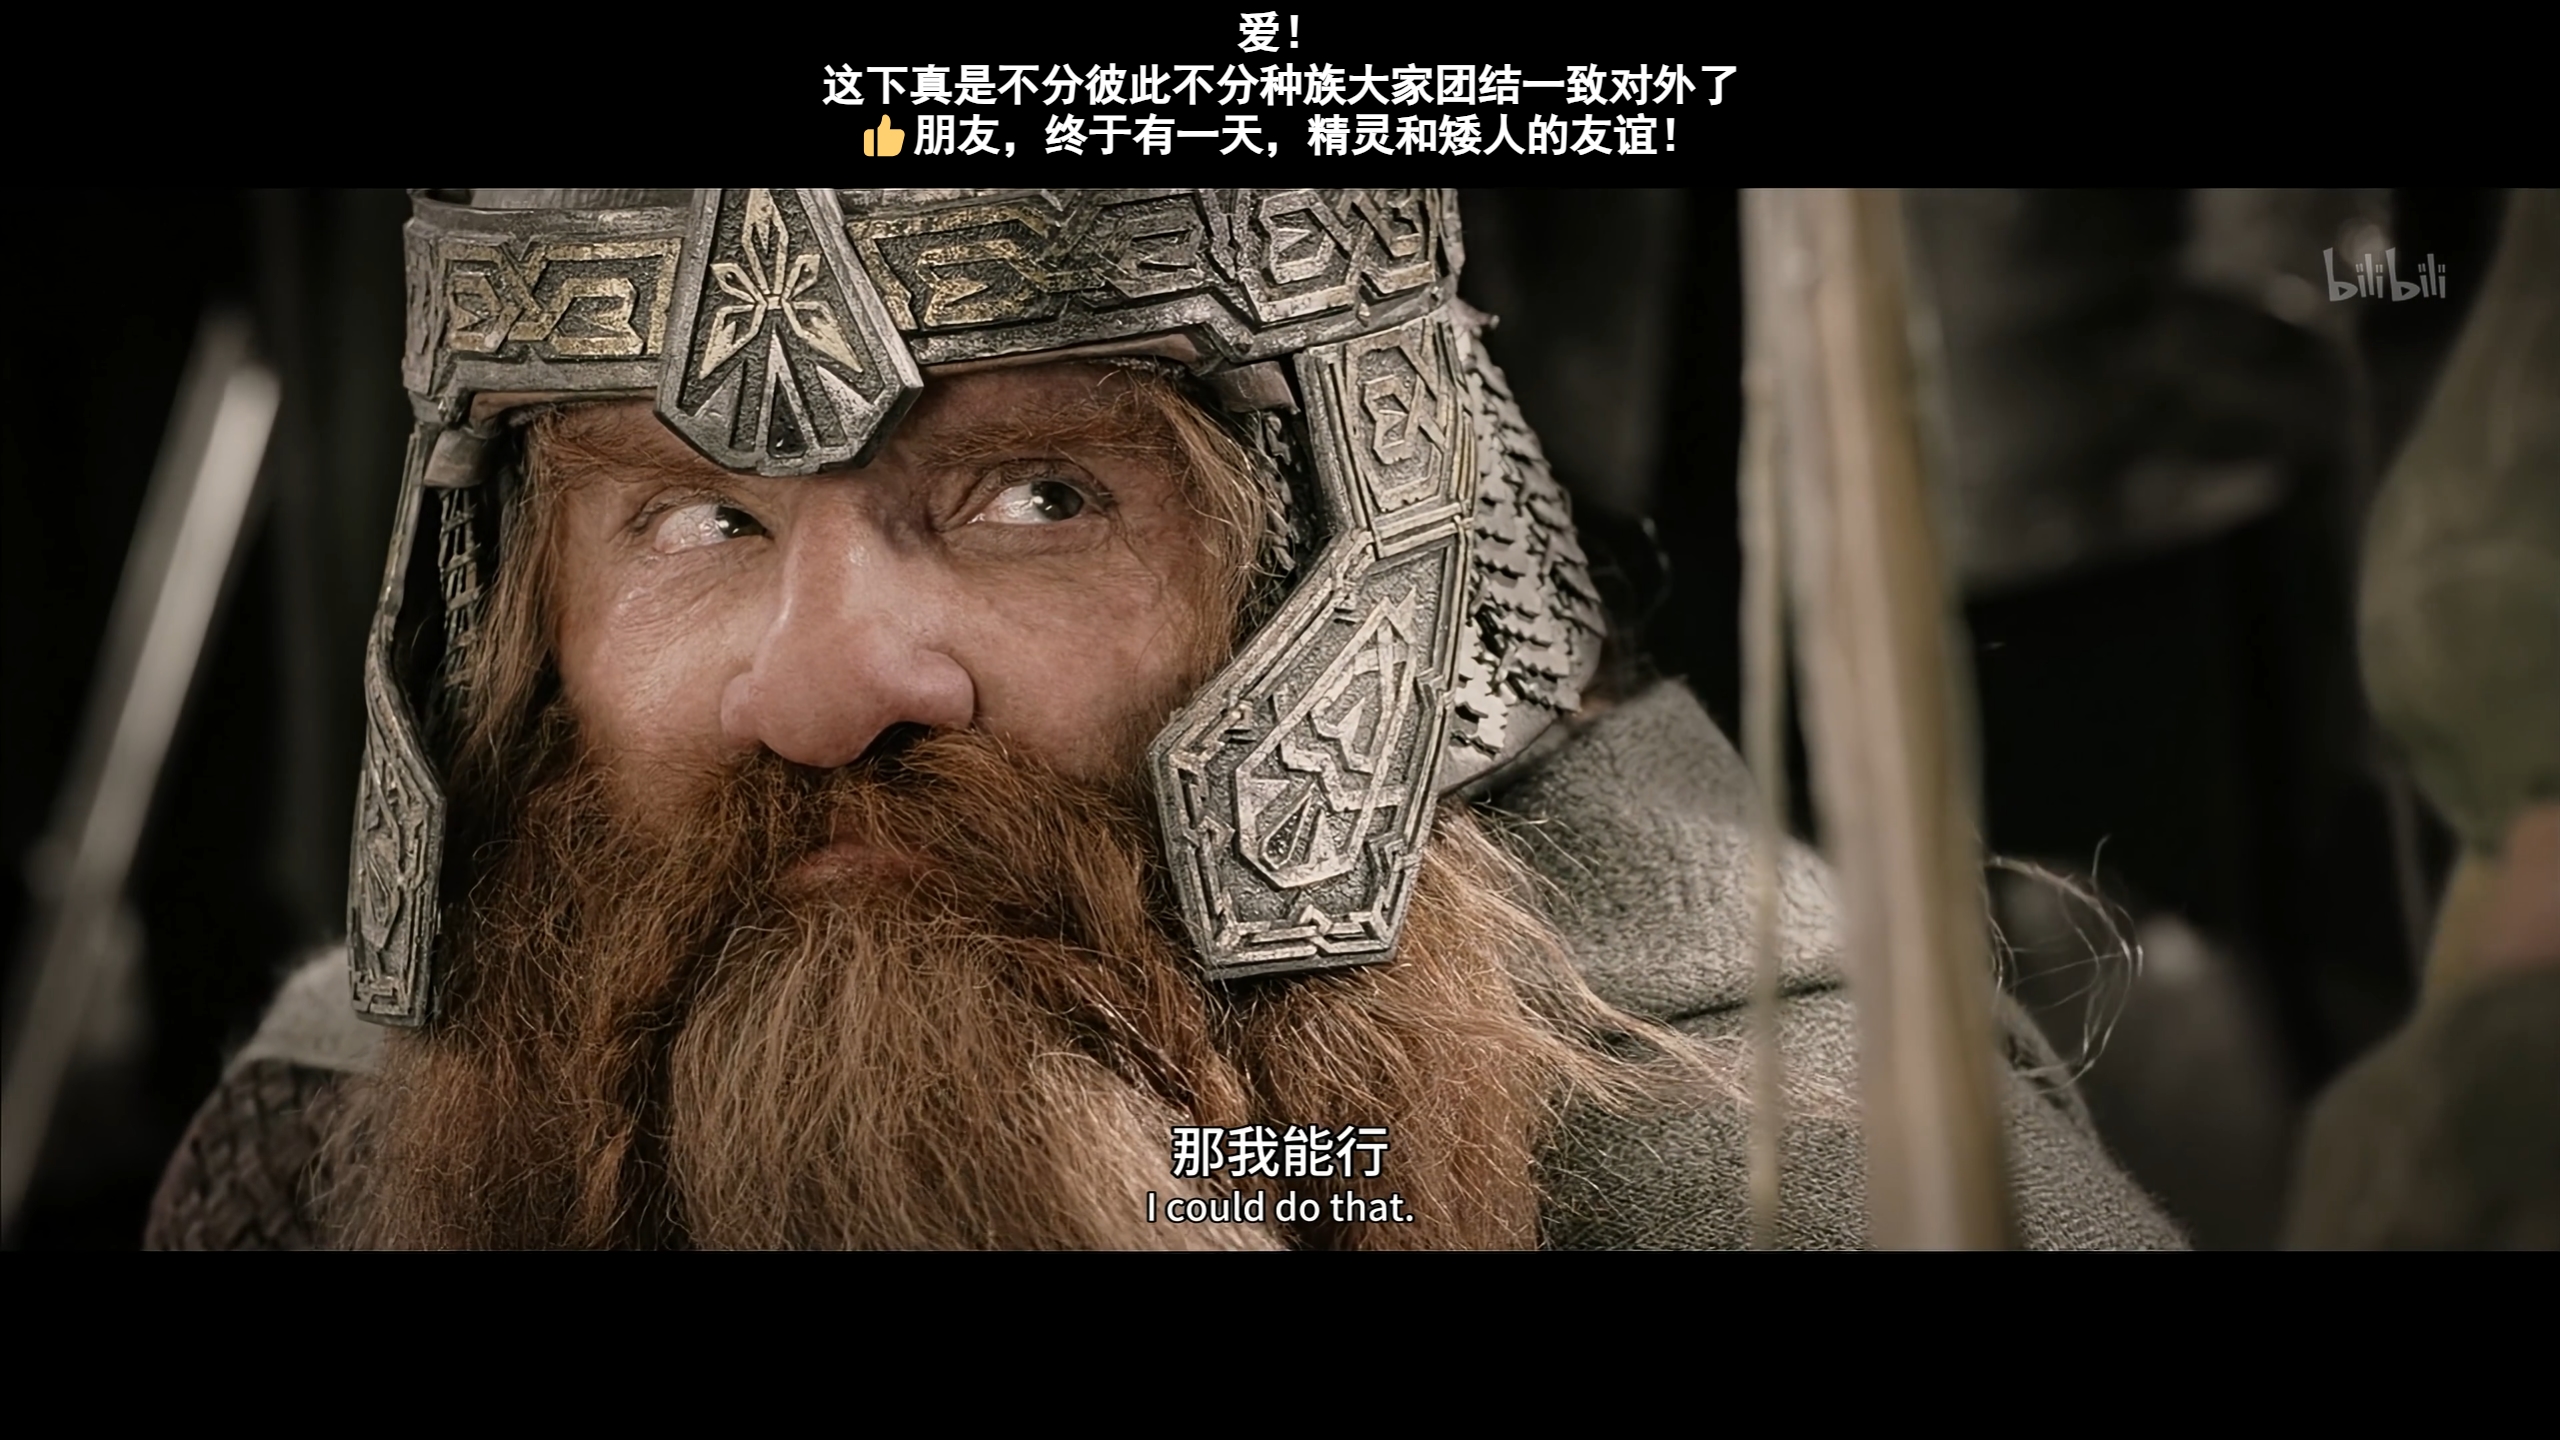 爱！
这下真是不分彼此不分种族大家团结一致对外了
👍朋友，终于有一天，精灵和矮人的友谊！
bilibili
那我能行
I could do that.